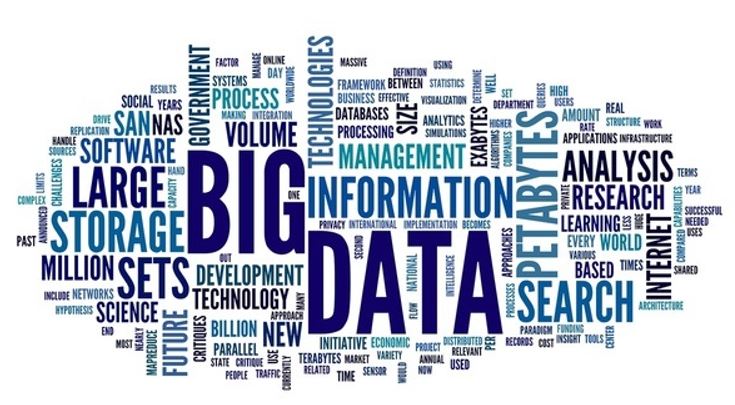 GOVERNMENT
FACTOR
MANAGE
ONLINE
DAY
WORLDWIDE
TECHNOLOGIES
MASSIVE
USING
RESULTS
SYSTEMS
FRAMEWORK
DEFINITION
BETWEEN
STATISTICS
DETERMINE
WELL
SET
HIGH
QUERIES
USERS
SOCIAL
YEARS
PROCESS
BUSINESS
EFFECTIVE
SIZE
VISUALIZATION
DEPARTMENT
AMOUNT
REAL
DRIVE
SAN
NAS
MAKING
INTEGRATION
DATABASES
ANALYTICS
EXABYTES
ALGORITHMS
HIGHER
COMPANIES
PETABYTES
RATE
STRUCTURE
WORK
REPLICATION
VOLUME
PROCESSING
SIMULATIONS
APPLICATIONS
INFRASTRUCTURE
HANDLE
SOURCES
SOFTWARE
MANAGEMENT
ANALYSIS
CHALLENGES
LIMITS
COMPLEX
LARGE
CAPACITY
HAND
BIG
ONE
INFORMATION
PRIVATE
RESEARCH
TERMS
YEAR
CAPABILITIES
ANNOUNCED
PAST
STORAGE
PRIVACY
INTERNATIONAL
IMPLEMENTATION
BECOMES
LEARNING
LESS
HUGE
INTERNET
SUCCESSFUL
NEEDED
USES
COMPARED
SECOND
DATA
APPROACHES
EVERY
WORLD
VARIOUS
MILLION
SETS
OUT
DEVELOPMENT
NATIONAL
INTELLIGENCE
BASED
TIMES
SHARED
INCLUDE
NETWORKS
TECHNOLOGY
MANY
FLOW
PROCESSES
SEARCH
ARCHITECTURE
HYPOTHESIS
SCIENCE
FUTURE
CRITIQUES
BILLION
APPROACH
NEW
PARADIGM
FUNDING
END
NEARLY
MAPREDUCE
PARALLEL
INITIATIVE
ECONOMIC
PROJECT
DISTRIBUTED
PER
RECORDS
COST
INSIGHT
TOOLS
CENTER
MOST
STATE
CRITIQUE
USE
TERABYTES
MARKET
VARIETY
RELEVANT
ANNUAL
PEOPLE
TRAFFIC
CURRENTLY
RELATED
TIME
SENSOR
WOULD
NOW
USED